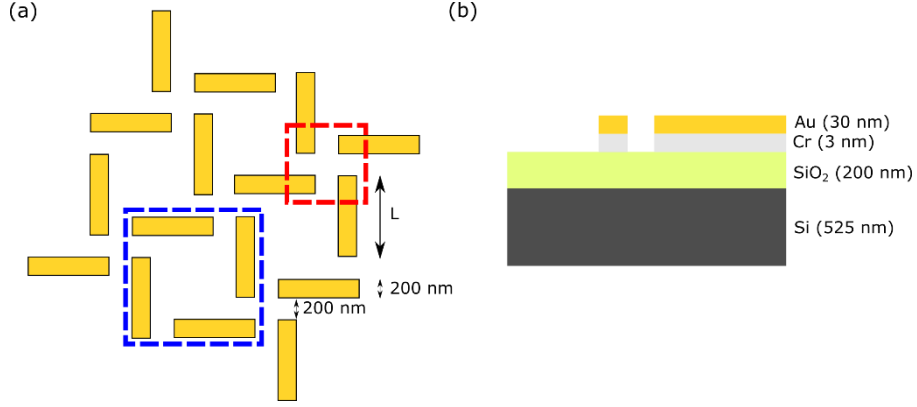 (a)
L
200 nm
200 nm
(b)
Au (30 nm)
Cr (3 nm)
SiO₂ (200 nm)
Si (525 nm)